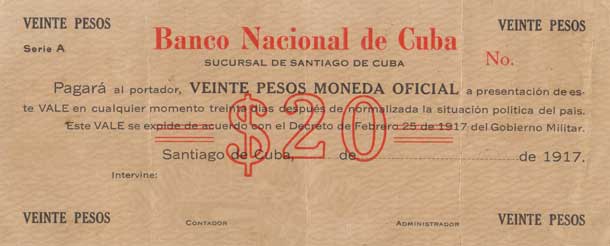 VEINTE PESOS VEINTE PESOS
Serie A
Banco Nacional de Cuba
SUCURSAL DE SANTIAGO DE CUBA
No.
Pagará al portador, VEINTE PESOS MONEDA OFICIAL a presentación de es-
te VALE en cualquier momento treinta días después de normalizada la situación política del país.
Este VALE se expide de acuerdo con el Decreto de Febrero 25 de 1917 del Gobierno Militar.
$20
Santiago de Cuba, de de 1917.
Intervine:
VEINTE PESOS CONTADOR ADMINISTRADOR VEINTE PESOS